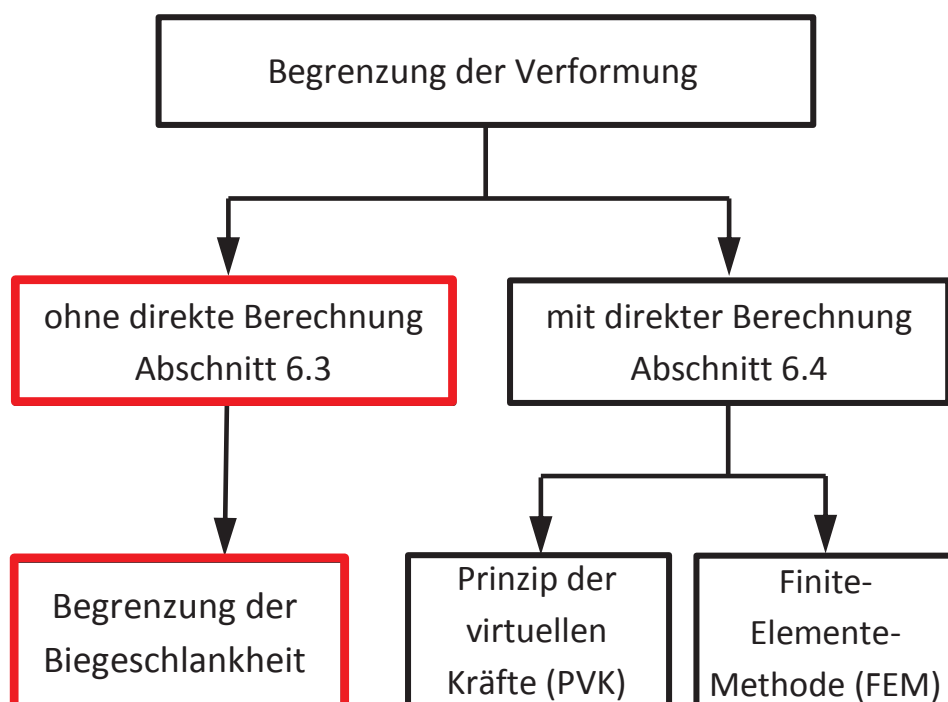 Begrenzung der Verformung
ohne direkte Berechnung
Abschnitt 6.3
mit direkter Berechnung
Abschnitt 6.4
Begrenzung der
Biegeschlankheit
Prinzip der
virtuellen
Kräfte (PVK)
Finite-
Elemente-
Methode (FEM)